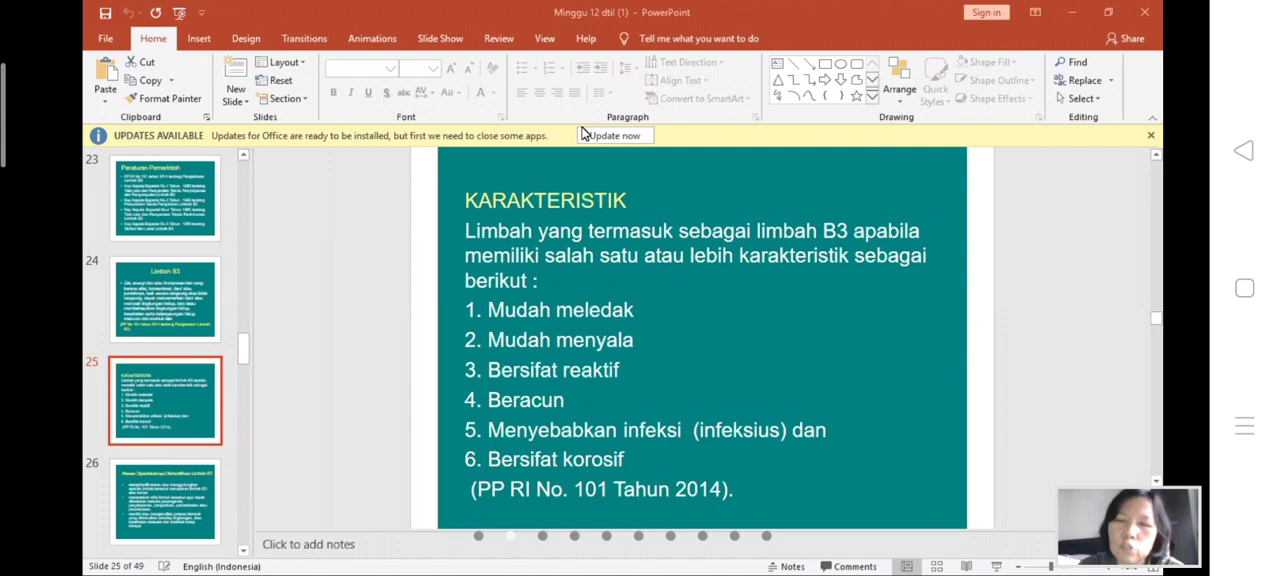 Minggu 12 dtil (1) - PowerPoint
Sign in
File Home Insert Design Transitions Animations Slide Show Review View Help Tell me what you want to do Share
Paste
Cut
Copy
Format Painter
Clipboard
New Slide
Layout
Reset
Section
Slides
Font
Text Direction
Align Text
Convert to SmartArt
Paragraph
Arrange
Quick Styles
Shape Fill
Shape Outline
Shape Effects
Drawing
Find
Replace
Select
Editing
UPDATES AVAILABLE Updates for Office are ready to be installed, but first we need to close some apps. Update now
23
Peraturan Pemerintah
24
Limbah B3
25
26
KARAKTERISTIK
Limbah yang termasuk sebagai limbah B3 apabila
memiliki salah satu atau lebih karakteristik sebagai
berikut :
1. Mudah meledak
2. Mudah menyala
3. Bersifat reaktif
4. Beracun
5. Menyebabkan infeksi (infeksius) dan
6. Bersifat korosif
(PP RI No. 101 Tahun 2014).
Click to add notes
Slide 25 of 49 English (Indonesia) Notes Comments